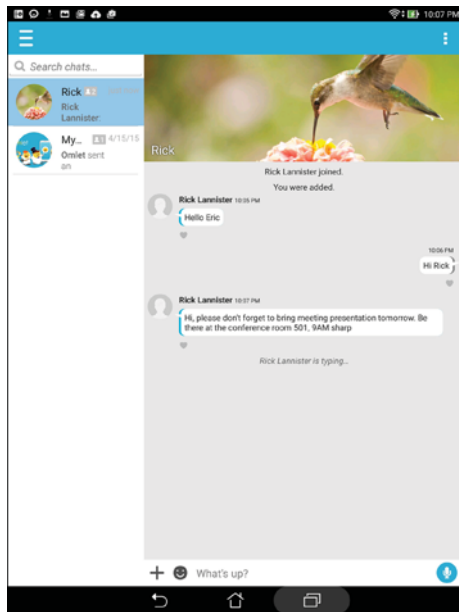 10:07 PM
Search chats...
Rick 2
Rick
Lannister:
My... 1 4/15/15
Omlet sent
an
Rick
Rick Lannister joined.
You were added.
Rick Lannister 10:05 PM
Hello Eric
10:06 PM
Hi Rick
Rick Lannister 10:07 PM
Hi, please don't forget to bring meeting presentation tomorrow. Be
there at the conference room 501, 9AM sharp
Rick Lannister is typing...
What's up?